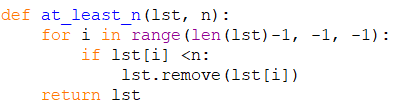 def at_least_n(lst, n):
    for i in range(len(lst)-1, -1, -1):
        if lst[i] <n:
            lst.remove(lst[i])
    return lst